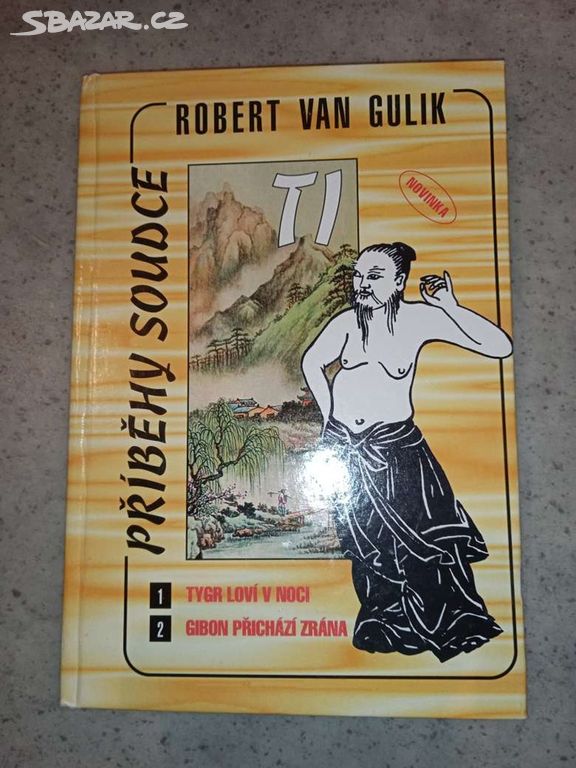 SBAZAR.CZ
ROBERT VAN GULIK
PŘÍBĚHY SOUDCE
TI
NOVINKA
1 TYGR LOVÍ V NOCI
2 GIBON PŘICHÁZÍ ZRÁNA